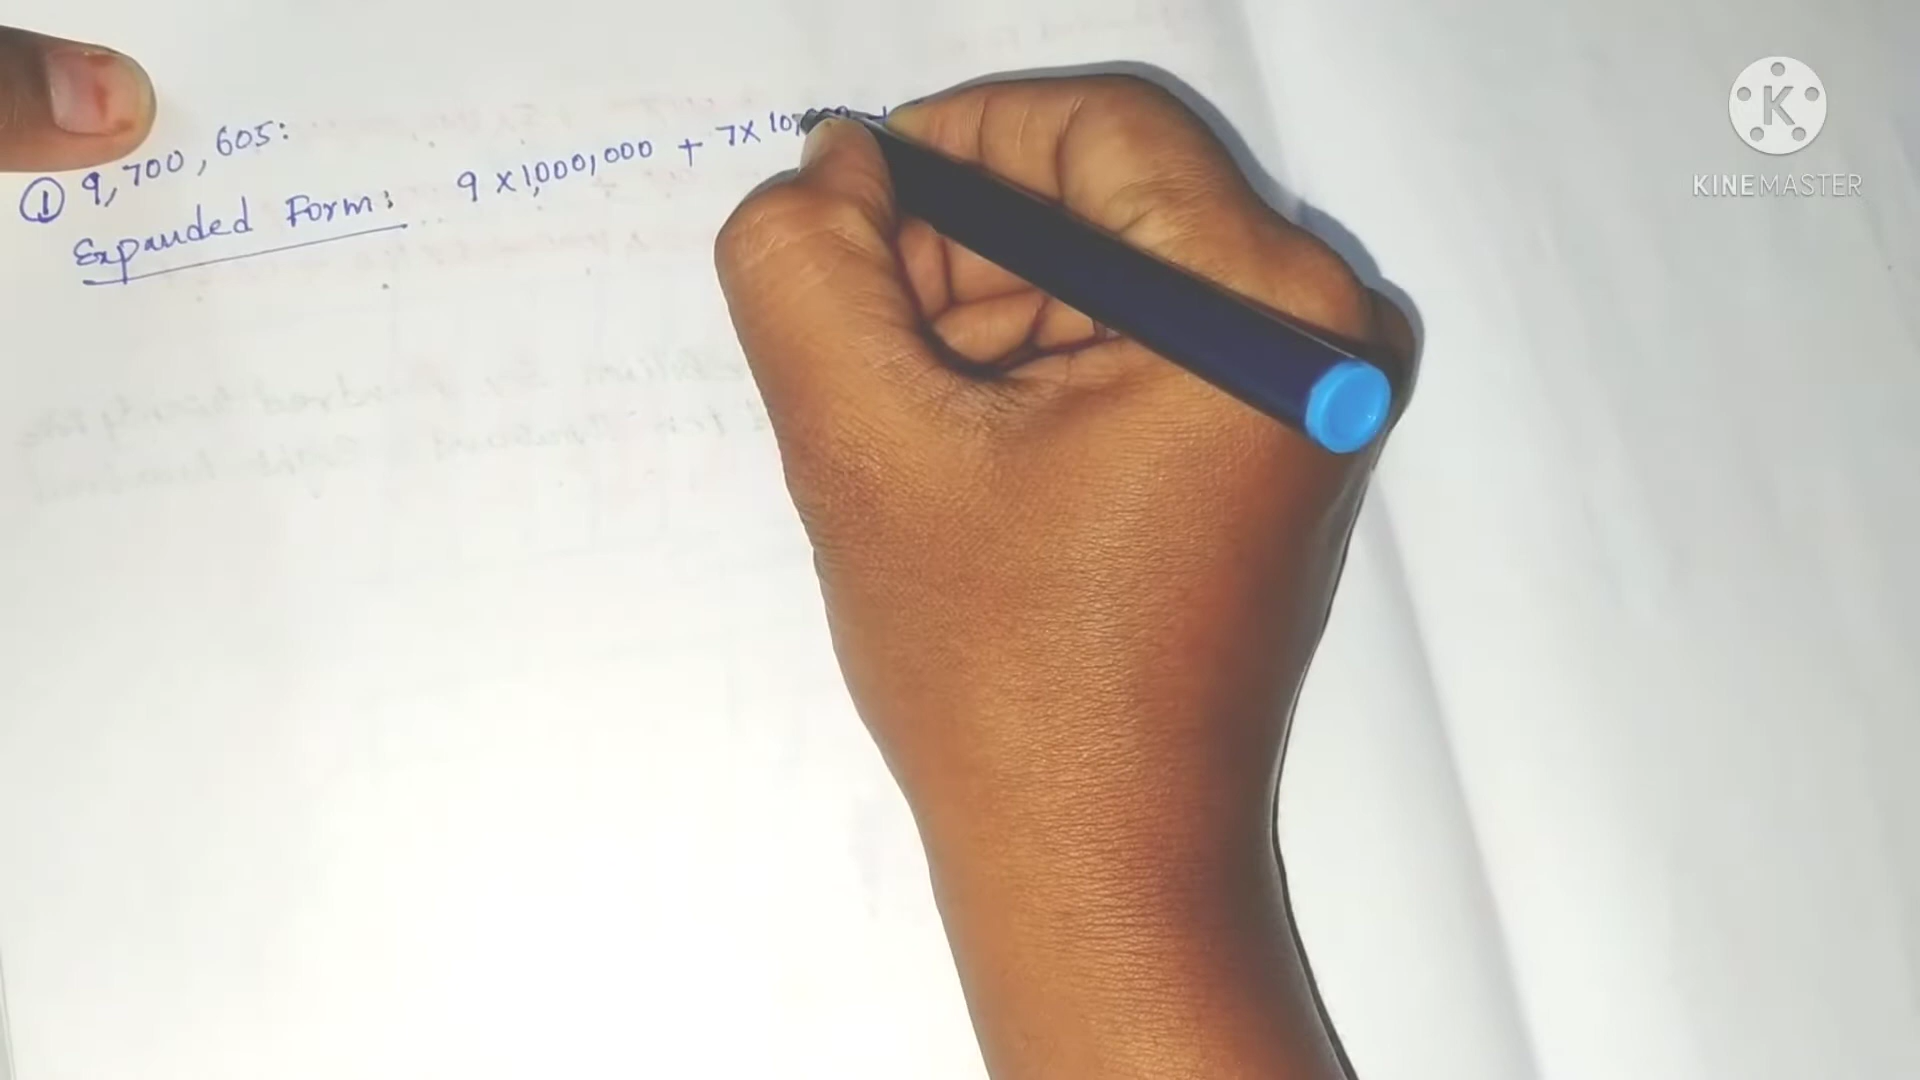 ① 9,700,605:
Expanded Form: 9 × 1,000,000 + 7 × 10
K
KINEMASTER